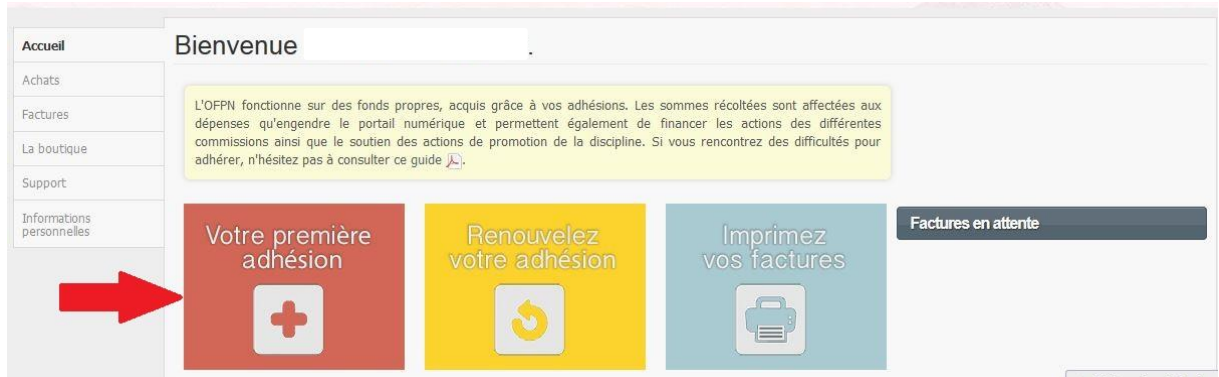 Accueil
Achats
Factures
La boutique
Support
Informations
personnelles
Bienvenue .
L'OFPN fonctionne sur des fonds propres, acquis grâce à vos adhésions. Les sommes récoltées sont affectées aux
dépenses qu'engendre le portail numérique et permettent également de financer les actions des différentes
commissions ainsi que le soutien des actions de promotion de la discipline. Si vous rencontrez des difficultés pour
adhérer, n'hésitez pas à consulter ce guide .
Votre première
adhésion
Renouvelez
votre adhésion
Imprimez
vos factures
Factures en attente